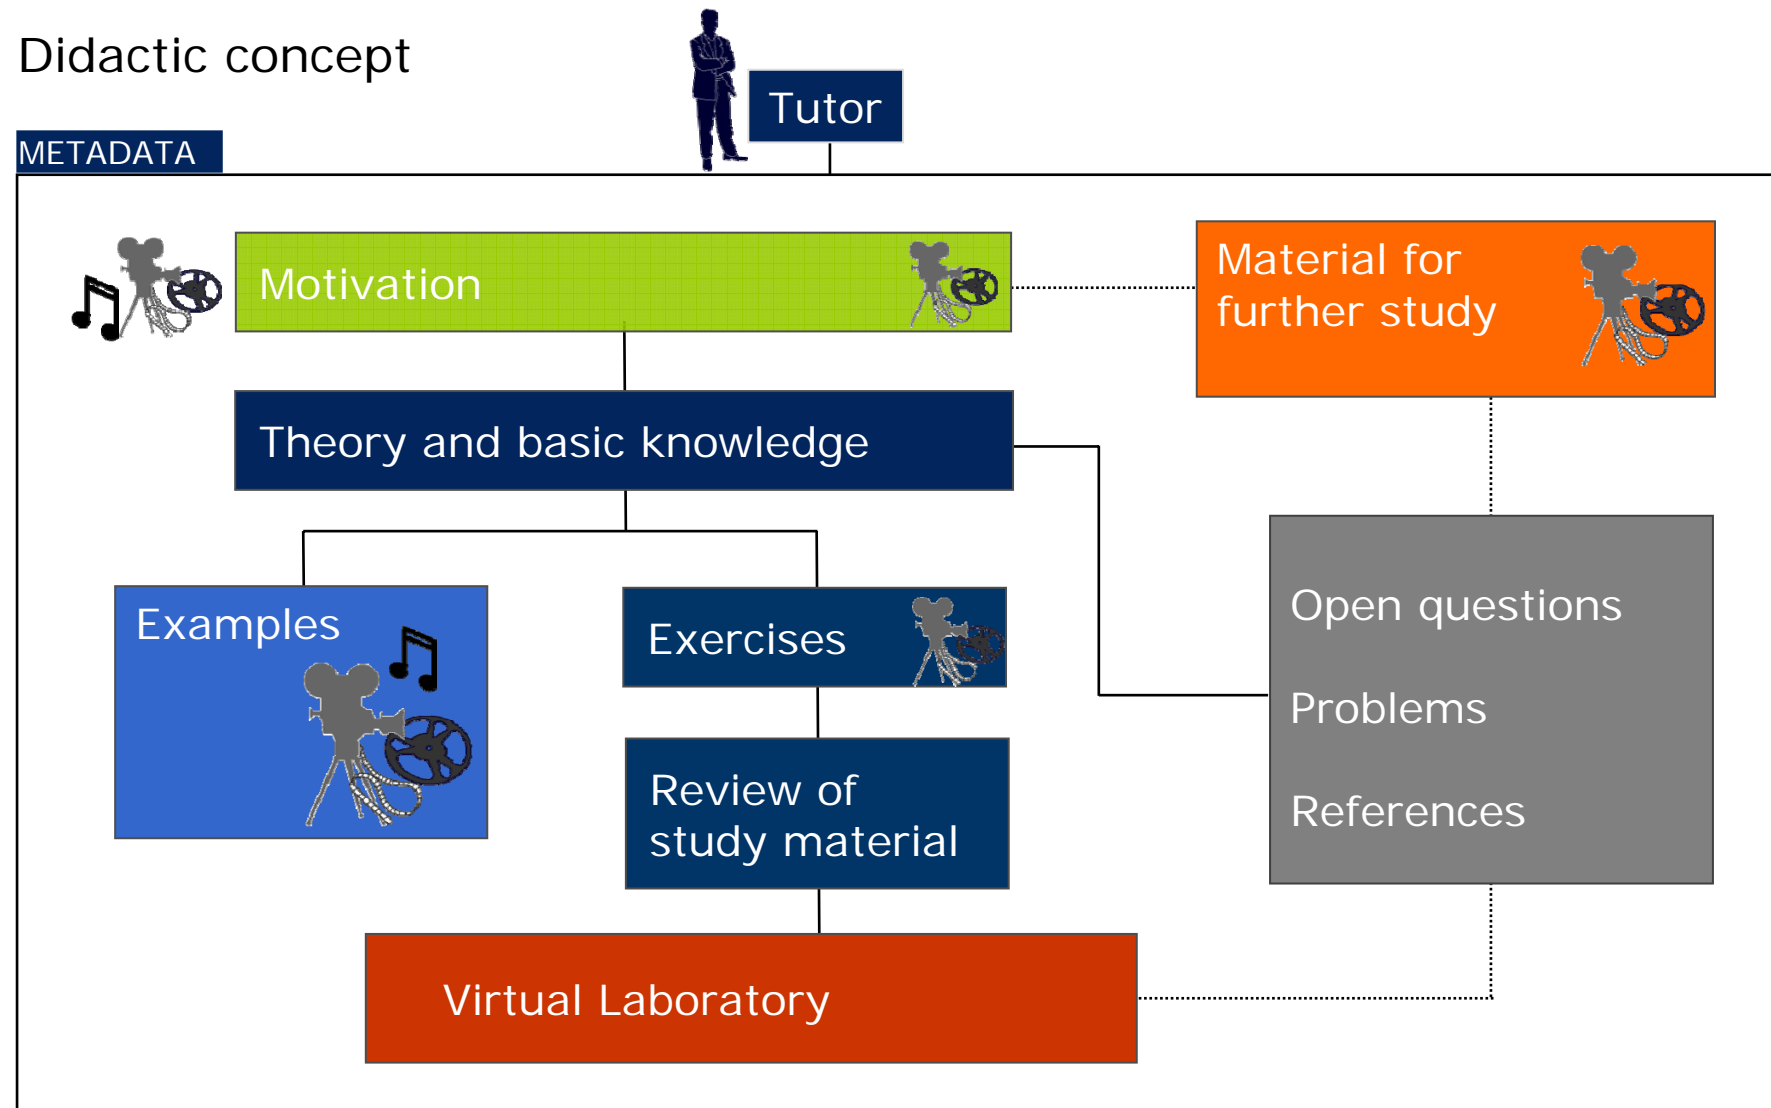 Didactic concept
Tutor
METADATA
Motivation
Material for
further study
Theory and basic knowledge
Examples
Exercises
Review of
study material
Open questions
Problems
References
Virtual Laboratory